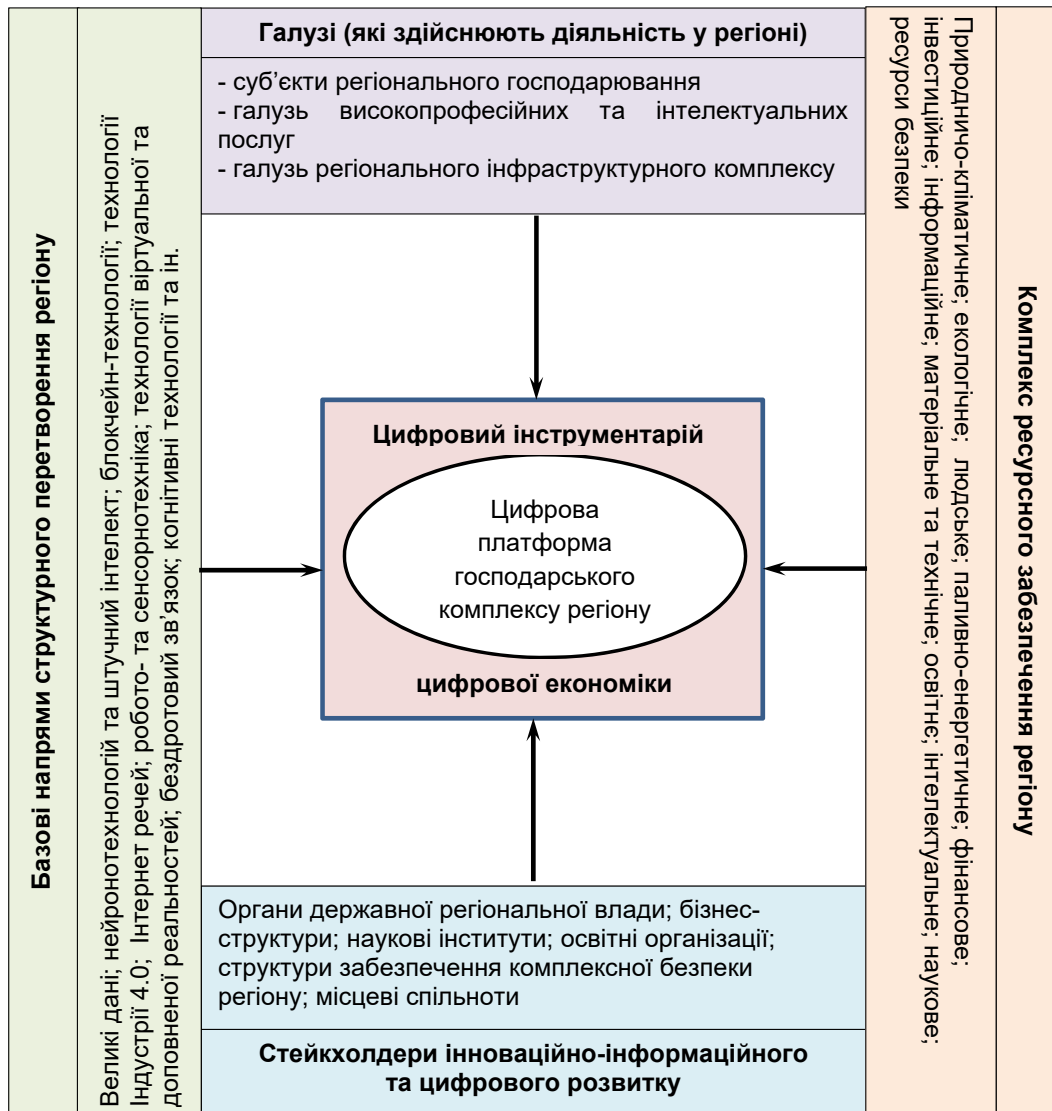 Базові напрями структурного перетворення регіону
Великі дані; нейронотехнологій та штучний інтелект; блокчейн-технології; технології
Індустрії 4.0; Інтернет речей; робото- та сенсорнотехніка; технології віртуальної та
доповненої реальностей; бездротовий зв’язок; когнітивні технології та ін.
Галузі (які здійснюють діяльність у регіоні)
- суб’єкти регіонального господарювання
- галузь високопрофесійних та інтелектуальних
послуг
- галузь регіонального інфраструктурного комплексу
Цифровий інструментарій
Цифрова
платформа
господарського
комплексу регіону
цифрової економіки
Органи державної регіональної влади; бізнес-
структури; наукові інститути; освітні організації;
структури забезпечення комплексної безпеки
регіону; місцеві спільноти
Стейкхолдери інноваційно-інформаційного
та цифрового розвитку
Природничо-кліматичне; екологічне; людське; паливно-енергетичне; фінансове;
інвестиційне; інформаційне; матеріальне та технічне; освітнє; інтелектуальне; наукове;
ресурси безпеки
Комплекс ресурсного забезпечення регіону